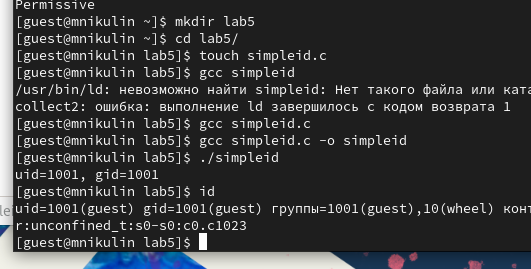 Permissive
[guest@mnikulin ~]$ mkdir lab5
[guest@mnikulin ~]$ cd lab5/
[guest@mnikulin lab5]$ touch simpleid.c
[guest@mnikulin lab5]$ gcc simpleid
/usr/bin/ld: невозможно найти simpleid: Нет такого файла или ката
collect2: ошибка: выполнение ld завершилось с кодом возврата 1
[guest@mnikulin lab5]$ gcc simpleid.c
[guest@mnikulin lab5]$ gcc simpleid.c -o simpleid
[guest@mnikulin lab5]$ ./simpleid
uid=1001, gid=1001
[guest@mnikulin lab5]$ id
uid=1001(guest) gid=1001(guest) группы=1001(guest),10(wheel) конт
r:unconfined_t:s0-s0:c0.c1023
[guest@mnikulin lab5]$